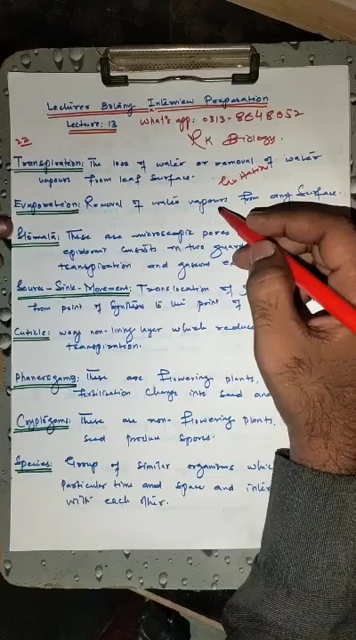 Lecturer Biology Interview Preparation
Lecture: 13 What's app: 0313-8648052
22 RK Biology.
Transpiration: The loss of water or removal of water
vapours from leaf surface.
Evaporation: Removal of water vapours from any surface.
Stomata: These are microscopic pores
epidermis consists in two guard
transpiration and gaseous e
Source-Sink-Movement: Translocation of
from point of synthesis to the point of
Cuticle: waxy non-living layer which reduce
transpiration.
Phanerogams: These are flowering plants,
fertilization change into seed and
Cryptogams: These are non-flowering plants,
seed produce spores.
Species: Group of similar organisms whic
particular time and space and inter
with each other.